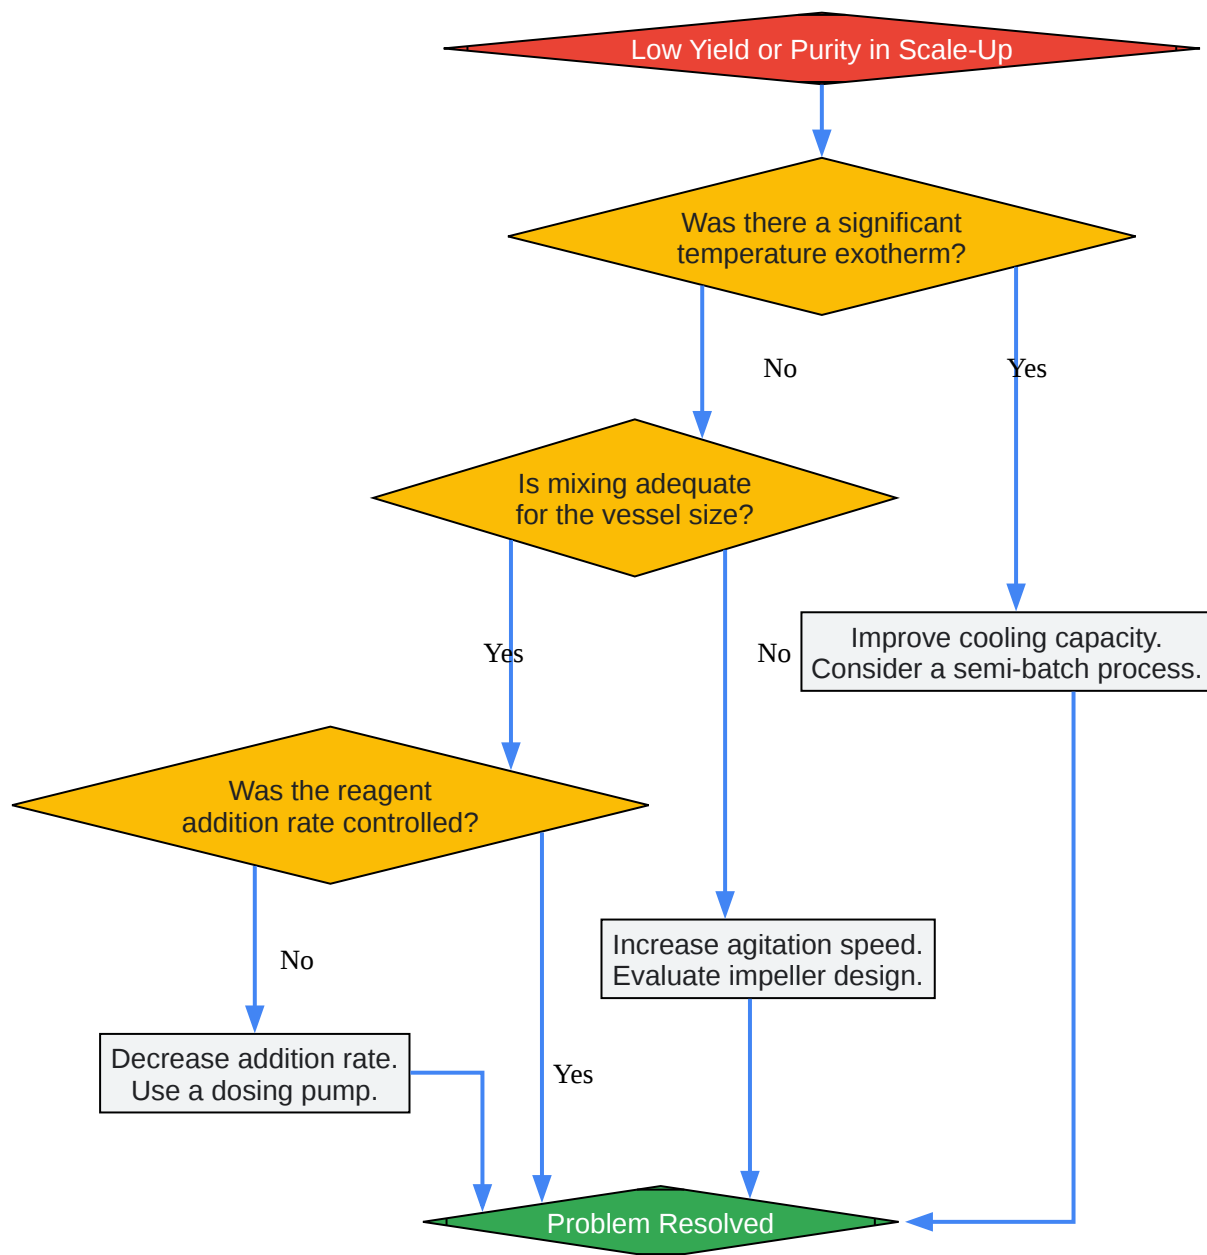 Low Yield or Purity in Scale-Up
Was there a significant
temperature exotherm?
No
Yes
Is mixing adequate
for the vessel size?
Yes
No
Improve cooling capacity.
Consider a semi-batch process.
Was the reagent
addition rate controlled?
No
Increase agitation speed.
Evaluate impeller design.
Decrease addition rate.
Use a dosing pump.
Yes
Problem Resolved